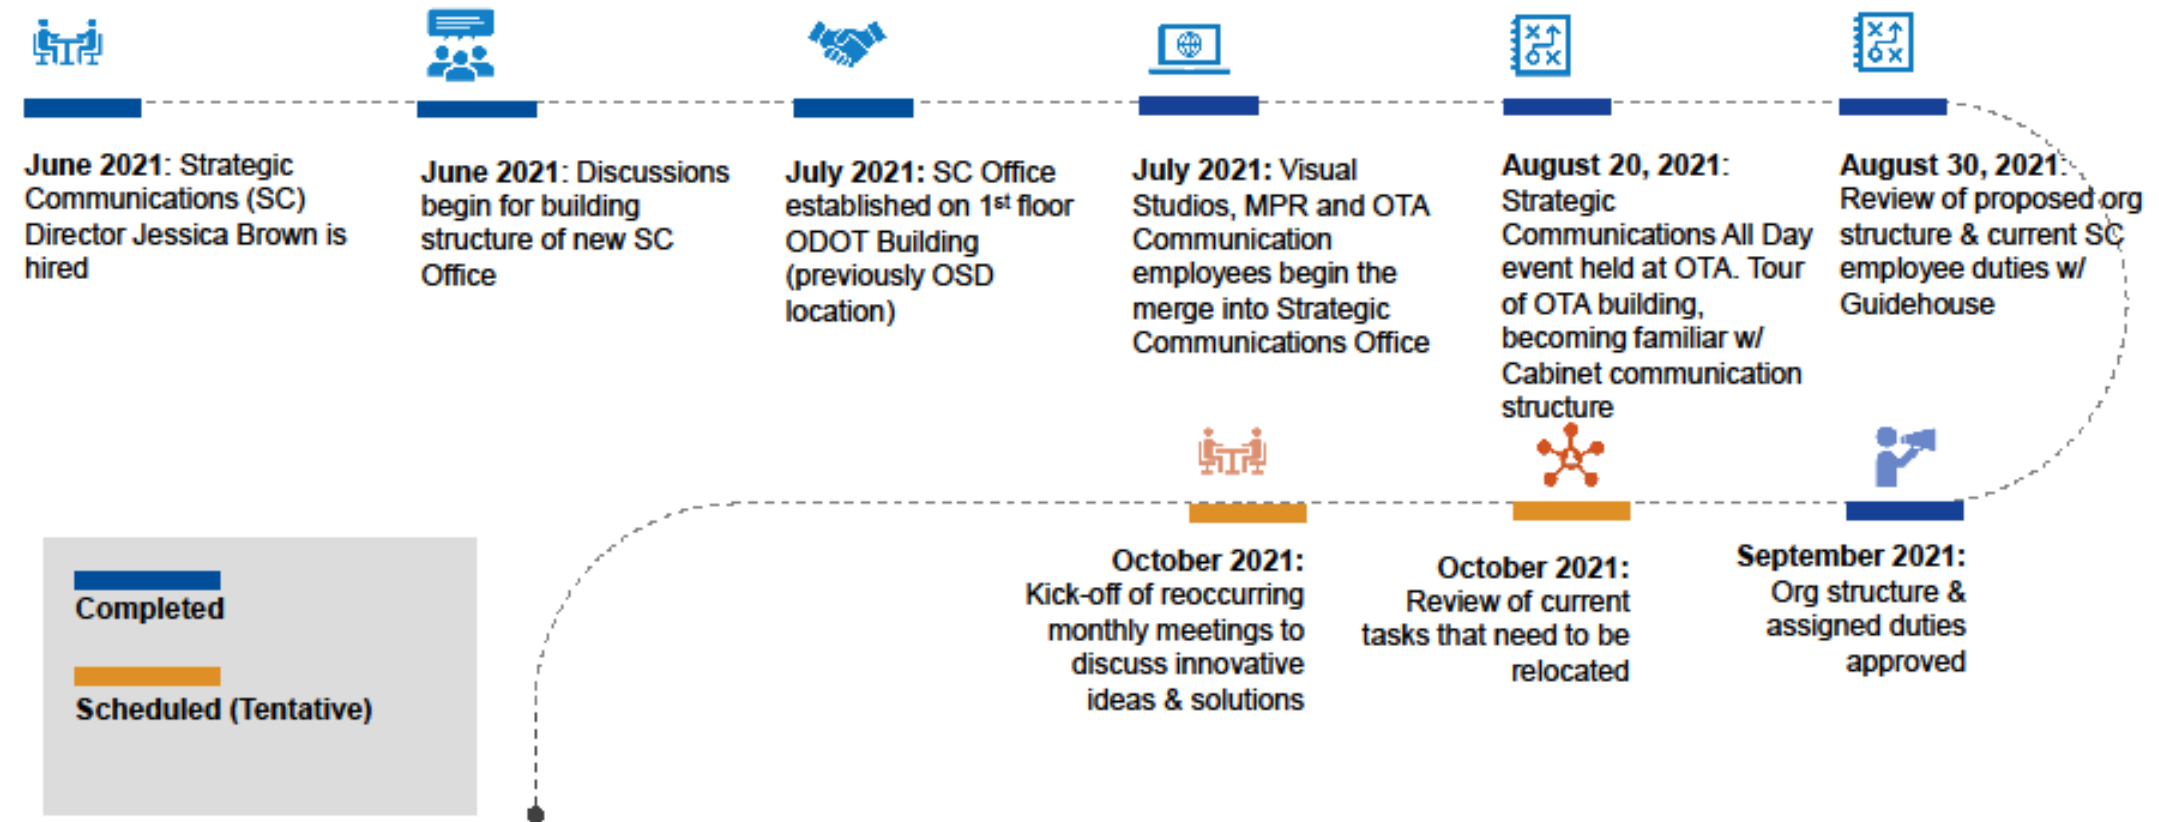 June 2021: Strategic
Communications (SC)
Director Jessica Brown is
hired
June 2021: Discussions
begin for building
structure of new SC
Office
July 2021: SC Office
established on 1st floor
ODOT Building
(previously OSD
location)
July 2021: Visual
Studios, MPR and OTA
Communication
employees begin the
merge into Strategic
Communications Office
August 20, 2021:
Strategic
Communications All Day
event held at OTA. Tour
of OTA building,
becoming familiar w/
Cabinet communication
structure
August 30, 2021:
Review of proposed org
structure & current SC
employee duties w/
Guidehouse
September 2021:
Org structure &
assigned duties
approved
October 2021:
Review of current
tasks that need to be
relocated
October 2021:
Kick-off of reoccurring
monthly meetings to
discuss innovative
ideas & solutions
Completed
Scheduled (Tentative)